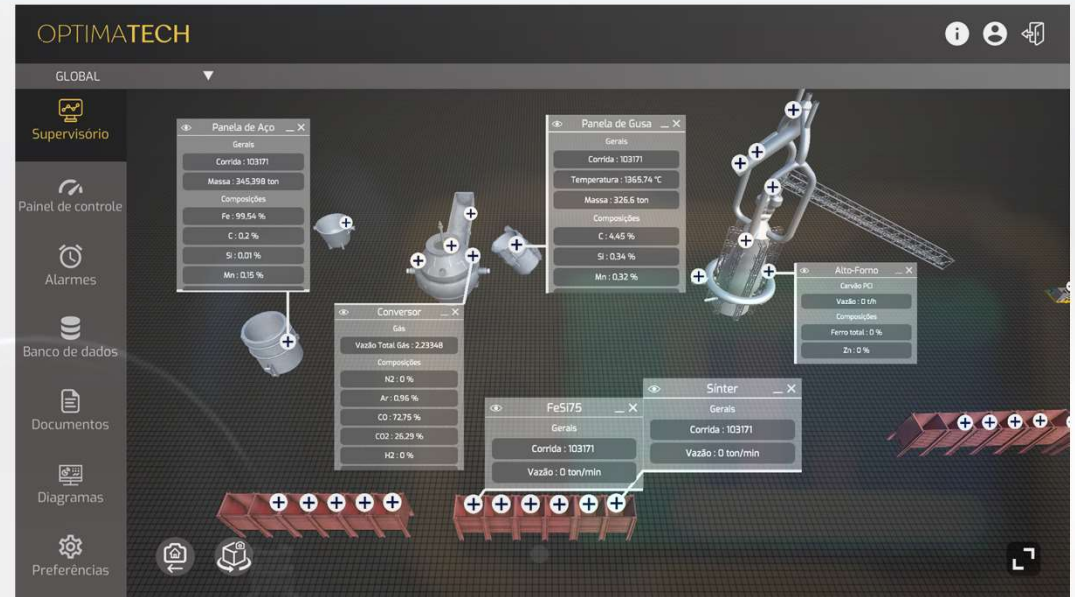 OPTIMATECH
GLOBAL
Supervisório
Painel de controle
Alarmes
Banco de dados
Documentos
Diagramas
Preferências
Panela de Aço
Gerais
Corrida : 103171
Massa : 345,398 ton
Composições
Fe : 99,54 %
C : 0,2 %
Si : 0,01 %
Mn : 0,15 %
Conversor
Gás
Vazão Total Gás : 2,23348
Composições
N2 : 0 %
Ar : 0,96 %
CO : 72,75 %
CO2 : 26,29 %
H2 : 0 %
Panela de Gusa
Gerais
Corrida : 103171
Temperatura : 1365,74 °C
Massa : 326,6 ton
Composições
C : 4,45 %
Si : 0,34 %
Mn : 0,32 %
FeSi75
Gerais
Corrida : 103171
Vazão : 0 ton/min
Sínter
Gerais
Corrida : 103171
Vazão : 0 ton/min
Alto-Forno
Carvão PCI
Vazão : 0 t/h
Composições
Ferro total : 0 %
Zn : 0 %